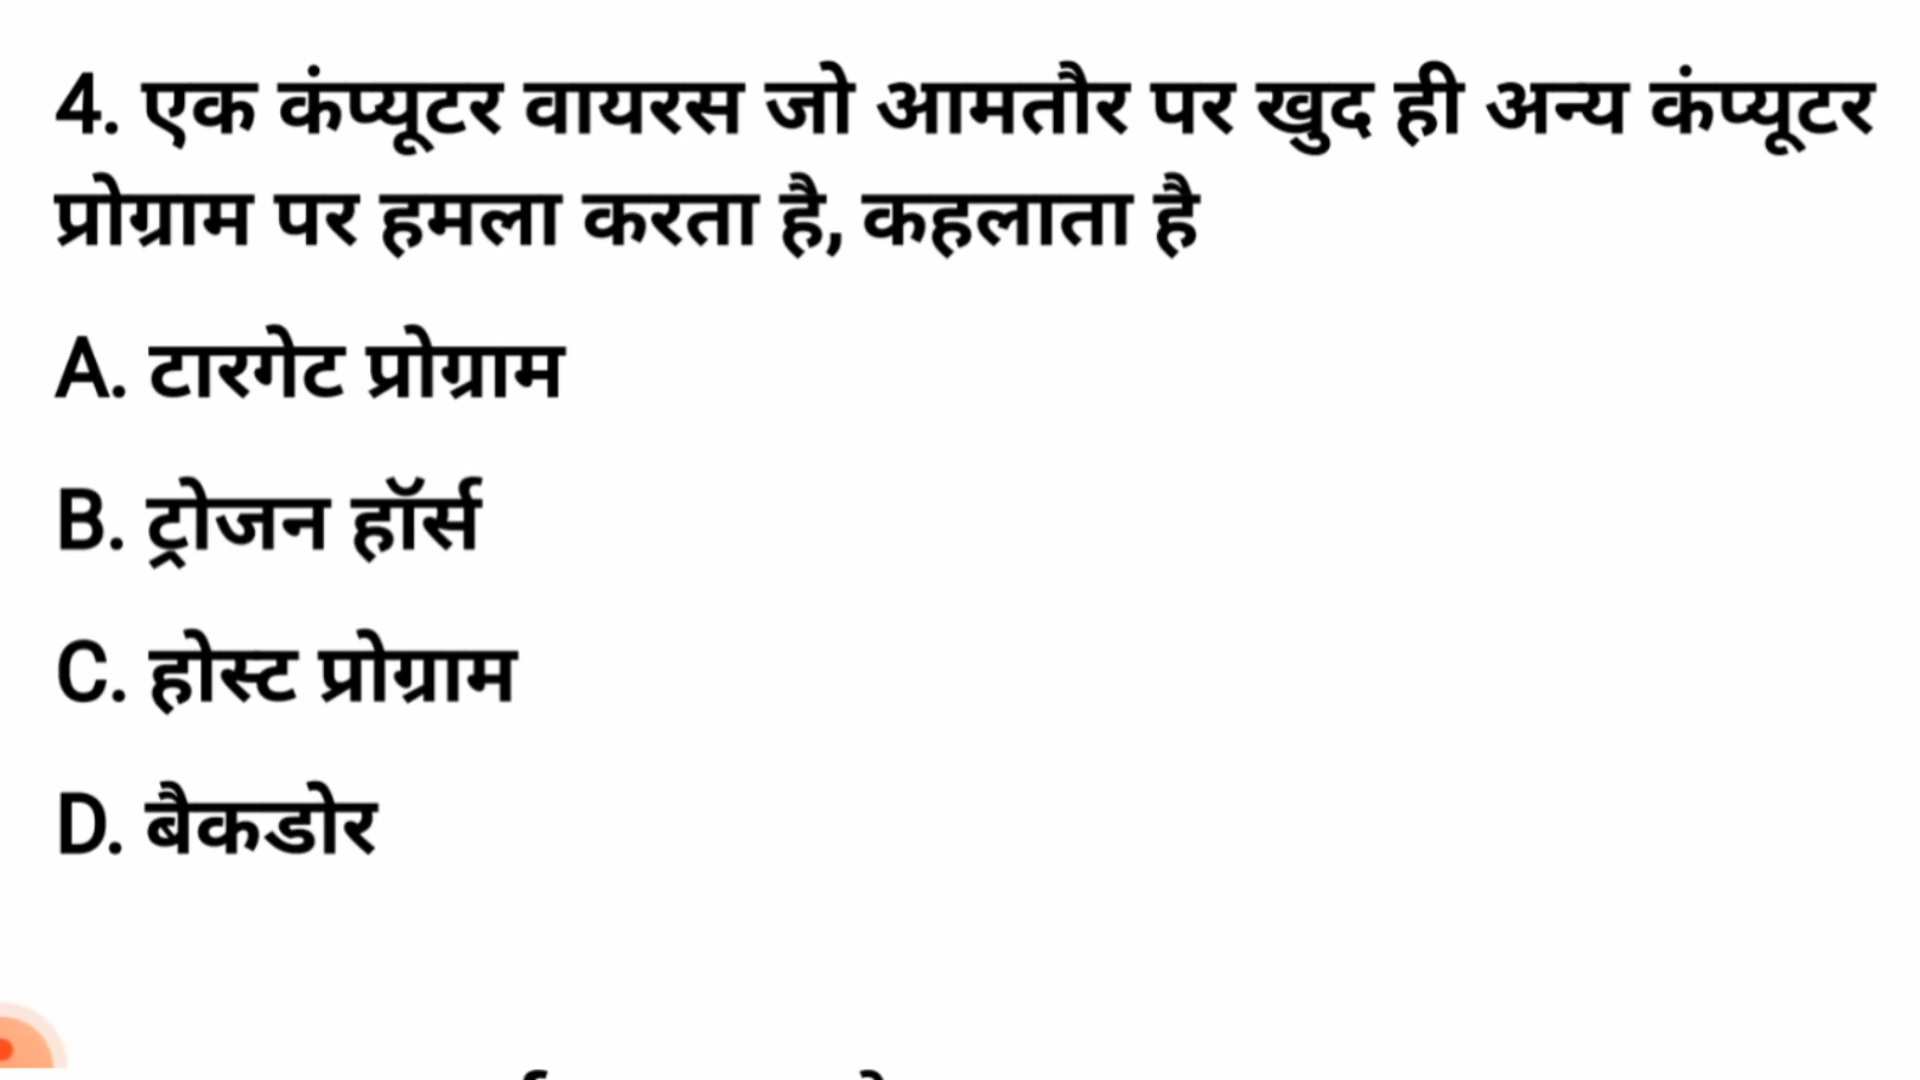 4. एक कंप्यूटर वायरस जो आमतौर पर खुद ही अन्य कंप्यूटर
प्रोग्राम पर हमला करता है, कहलाता है
A. टारगेट प्रोग्राम
B. ट्रोजन हॉर्स
C. होस्ट प्रोग्राम
D. बैकडोर